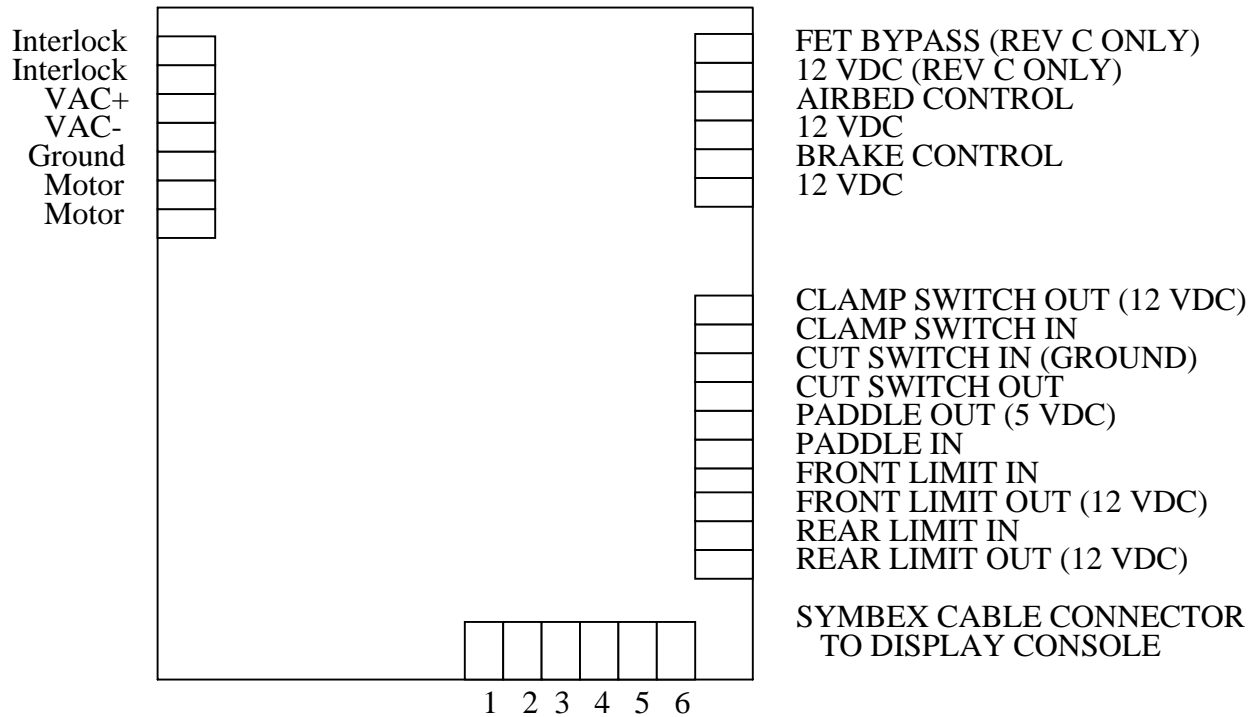 Interlock
Interlock
VAC+
VAC-
Ground
Motor
Motor
FET BYPASS (REV C ONLY)
12 VDC (REV C ONLY)
AIRBED CONTROL
12 VDC
BRAKE CONTROL
12 VDC
CLAMP SWITCH OUT (12 VDC)
CLAMP SWITCH IN
CUT SWITCH IN (GROUND)
CUT SWITCH OUT
PADDLE OUT (5 VDC)
PADDLE IN
FRONT LIMIT IN
FRONT LIMIT OUT (12 VDC)
REAR LIMIT IN
REAR LIMIT OUT (12 VDC)
SYMBEX CABLE CONNECTOR
TO DISPLAY CONSOLE
1 2 3 4 5 6